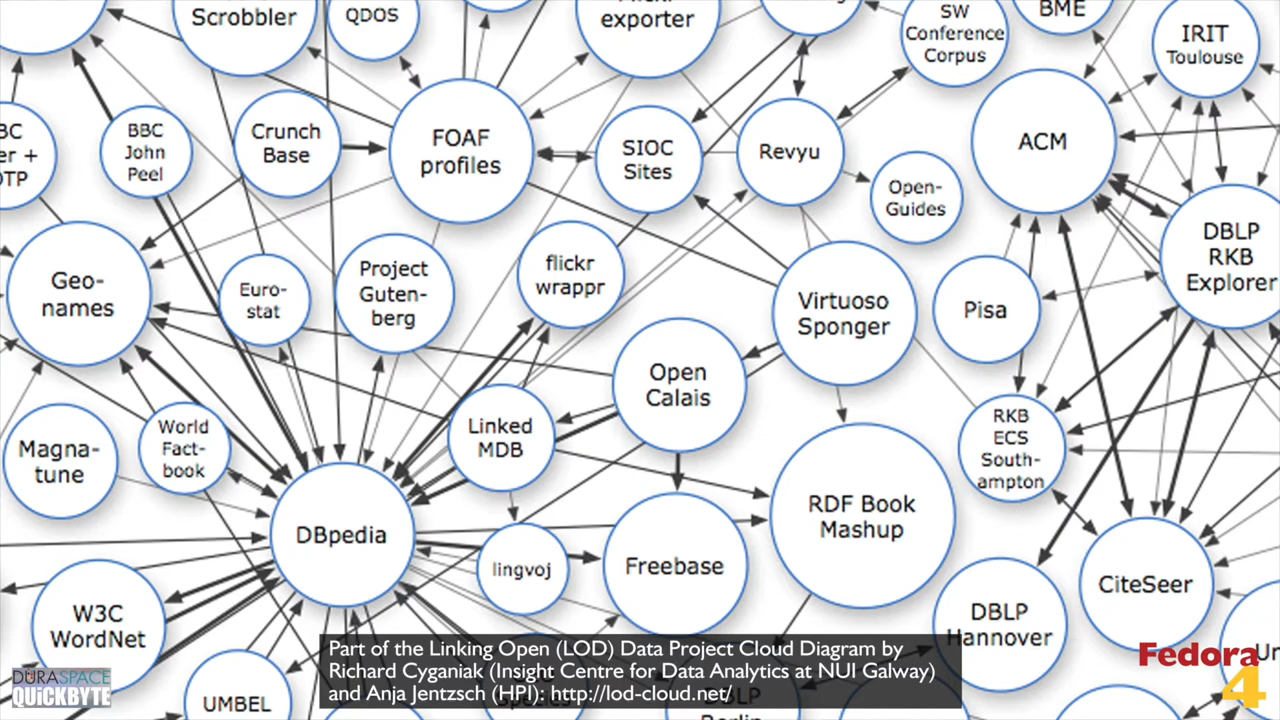 Scrobbler
QDOS
exporter
SW
Conference
Corpus
BME
IRIT
Toulouse
BBC
John
Peel
Crunch
Base
FOAF
profiles
SIOC
Sites
Revyu
Open-
Guides
ACM
DBLP
RKB
Explorer
Geo-
names
Euro-
stat
Project
Guten-
berg
flickr
wrappr
Virtuoso
Sponger
Pisa
Open
Calais
Linked
MDB
Magna-
tune
World
Fact-
book
RKB
ECS
South-
ampton
DBpedia
RDF Book
Mashup
lingvoj
Freebase
CiteSeer
W3C
WordNet
DBLP
Hannover
UMBEL
Part of the Linking Open (LOD) Data Project Cloud Diagram by
Richard Cyganiak (Insight Centre for Data Analytics at NUI Galway)
and Anja Jentzsch (HPI): http://lod-cloud.net/
DURASPACE
QUICKBYTE
Fedora
4